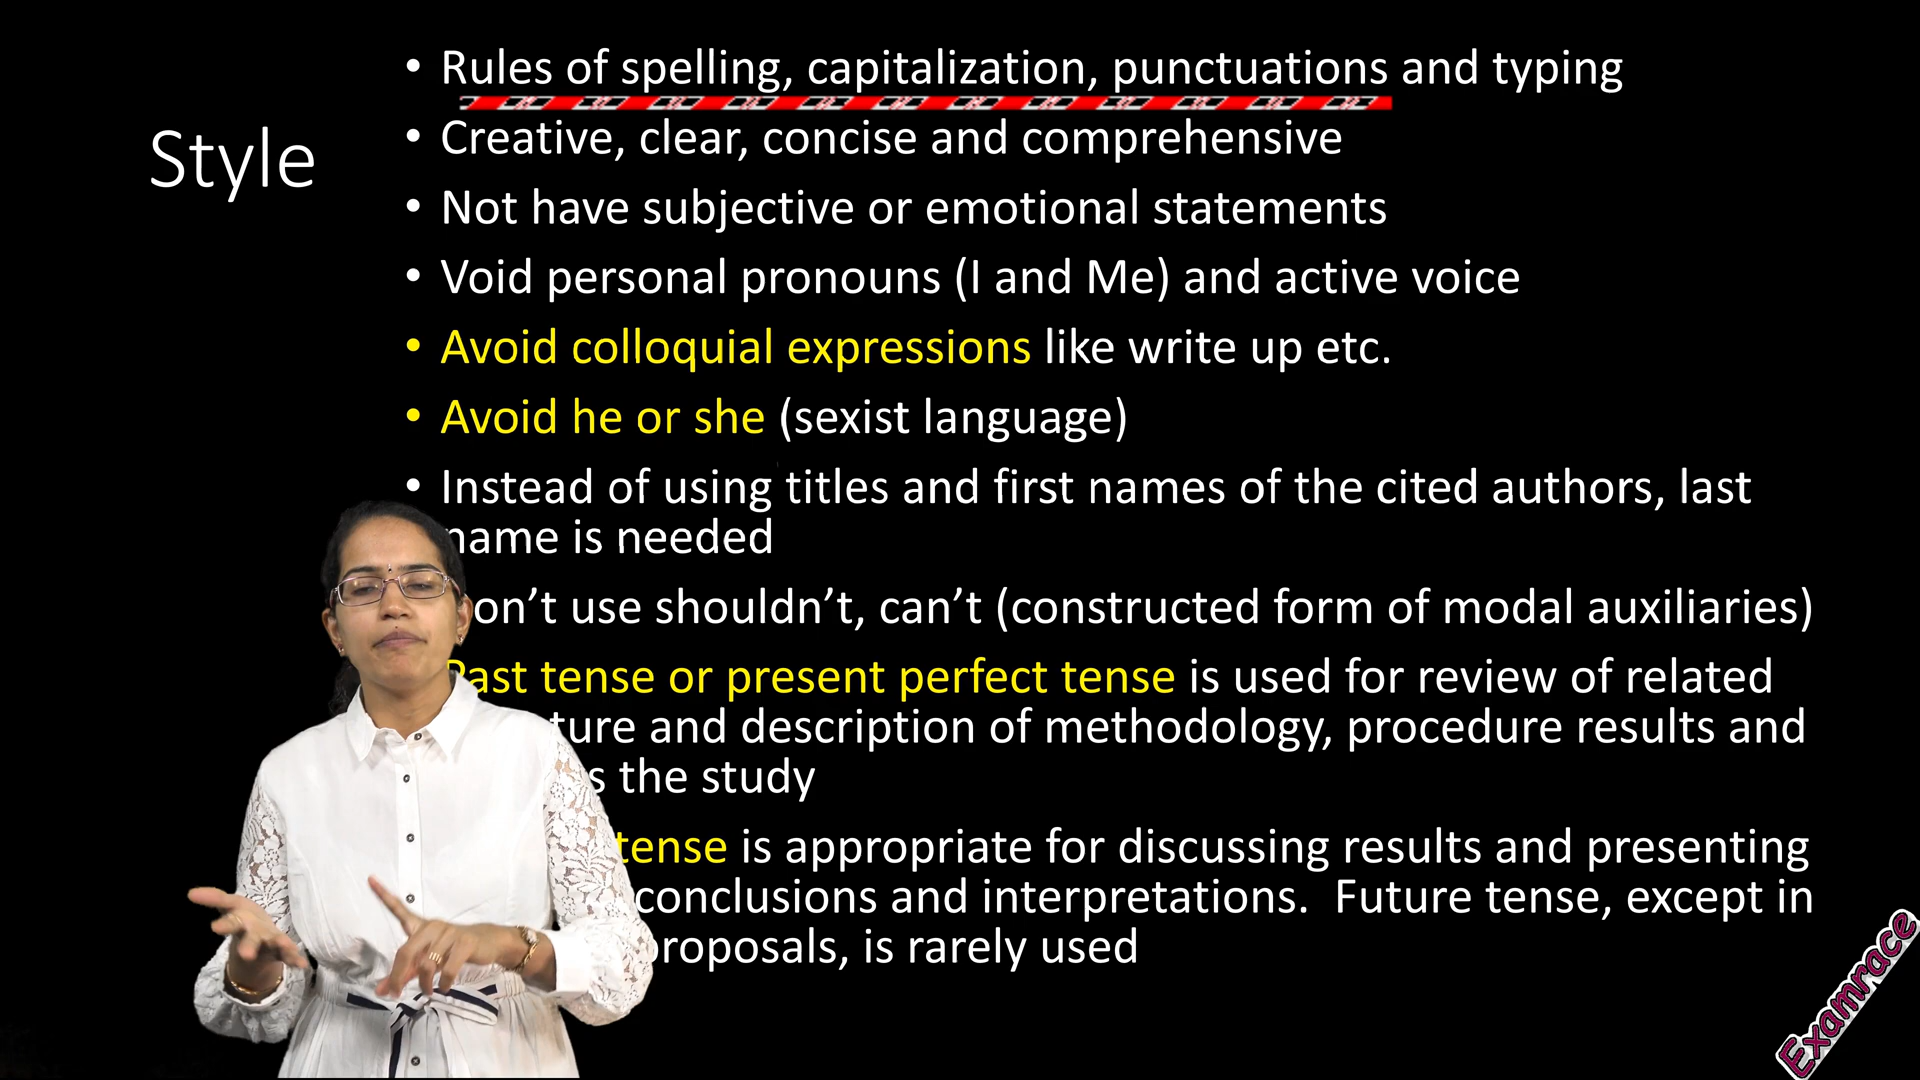 Style
• Rules of spelling, capitalization, punctuations and typing
• Creative, clear, concise and comprehensive
• Not have subjective or emotional statements
• Void personal pronouns (I and Me) and active voice
• Avoid colloquial expressions like write up etc.
• Avoid he or she (sexist language)
• Instead of using titles and first names of the cited authors, last
name is needed
use shouldn’t, can’t (constructed form of modal auxiliaries)
Past tense or present perfect tense is used for review of related
and description of methodology, procedure results and
the study
tense is appropriate for discussing results and presenting
conclusions and interpretations. Future tense, except in
proposals, is rarely used
Examrace